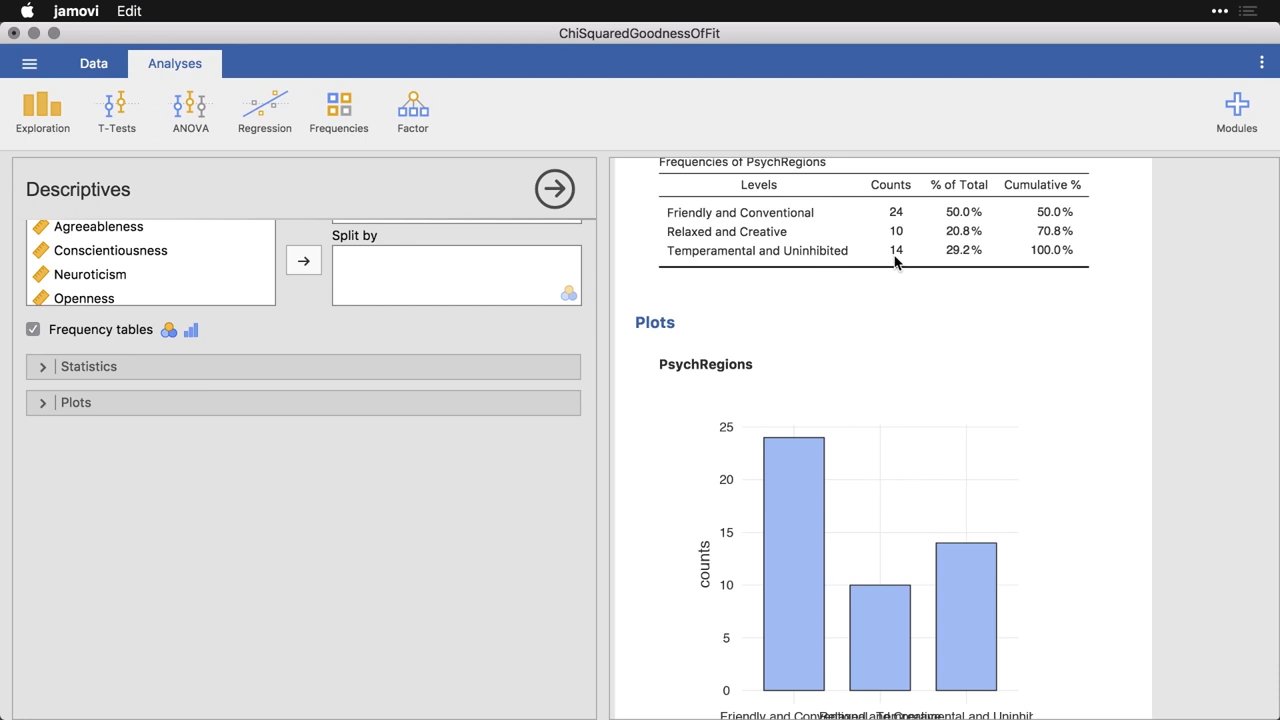 jamovi Edit
ChiSquaredGoodnessOfFit
Data Analyses
Exploration T-Tests ANOVA Regression Frequencies Factor Modules
Descriptives
Agreeableness
Conscientiousness
Neuroticism
Openness
Split by
Frequency tables
Statistics
Plots
Frequencies of PsychRegions
Levels Counts % of Total Cumulative %
Friendly and Conventional 24 50.0% 50.0%
Relaxed and Creative 10 20.8% 70.8%
Temperamental and Uninhibited 14 29.2% 100.0%
Plots
PsychRegions
counts
25
20
15
10
5
0
Friendly and